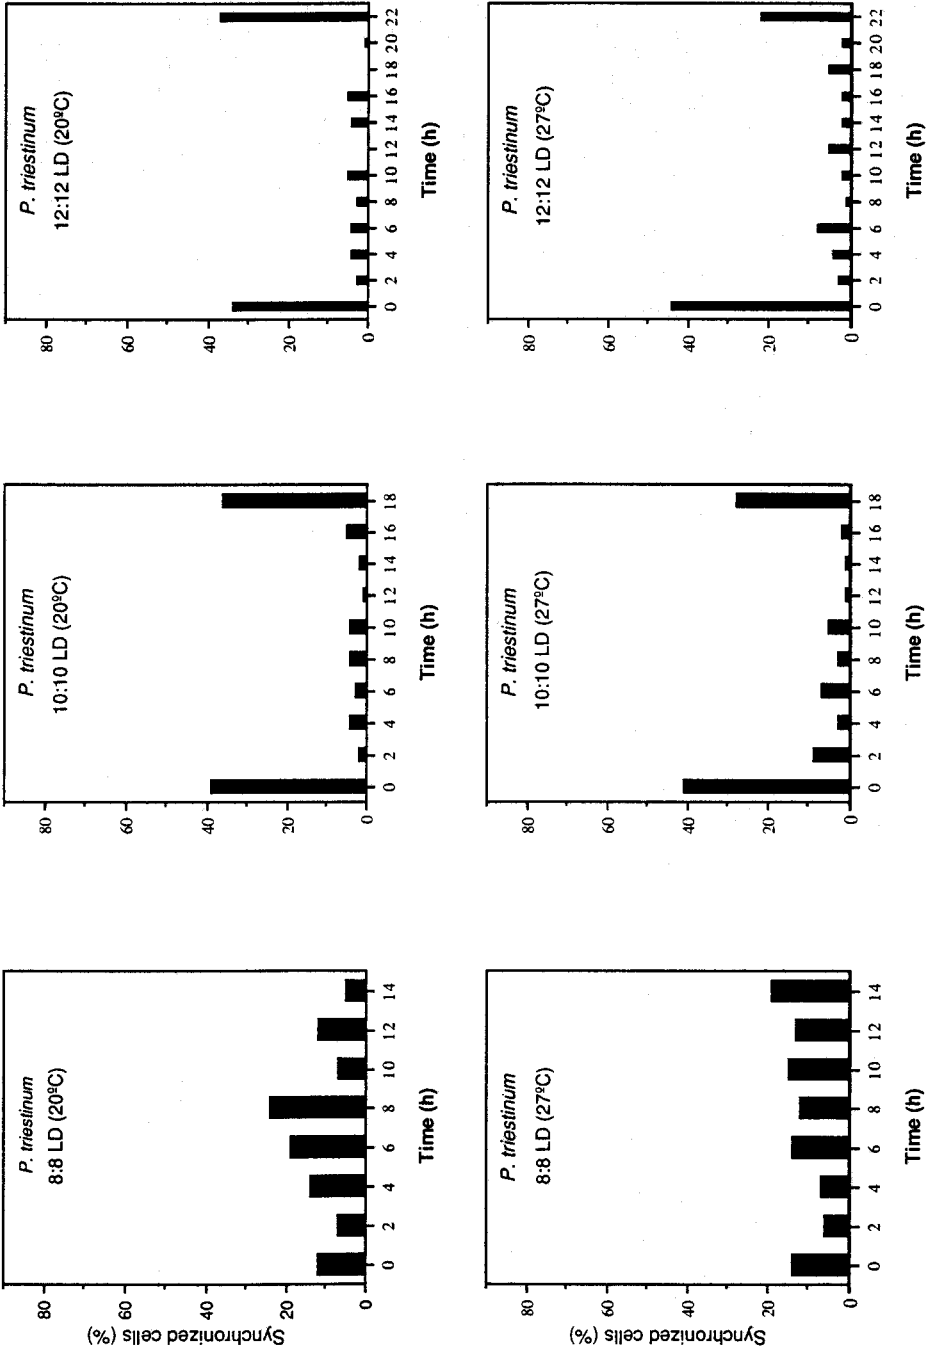 P. triestinum
8:8 LD (20ºC)
Synchronized cells (%)
80
60
40
20
0
0 2 4 6 8 10 12 14
Time (h)
P. triestinum
10:10 LD (20ºC)
80
60
40
20
0
0 2 4 6 8 10 12 14 16 18
Time (h)
P. triestinum
12:12 LD (20ºC)
80
60
40
20
0
0 2 4 6 8 10 12 14 16 18 20 22
Time (h)
P. triestinum
8:8 LD (27ºC)
Synchronized cells (%)
80
60
40
20
0
0 2 4 6 8 10 12 14
Time (h)
P. triestinum
10:10 LD (27ºC)
80
60
40
20
0
0 2 4 6 8 10 12 14 16 18
Time (h)
P. triestinum
12:12 LD (27ºC)
80
60
40
20
0
0 2 4 6 8 10 12 14 16 18 20 22
Time (h)